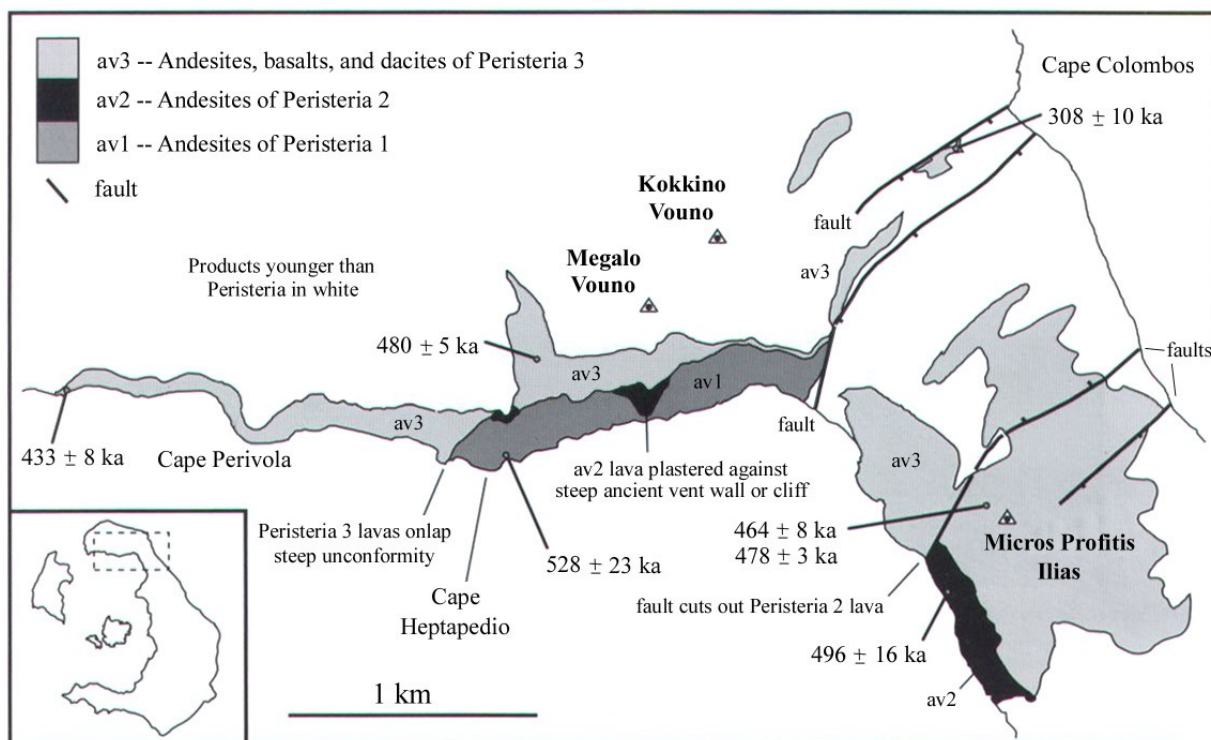 av3 -- Andesites, basalts, and dacites of Peristeria 3
av2 -- Andesites of Peristeria 2
av1 -- Andesites of Peristeria 1
fault
Cape Colombos
308 ± 10 ka
Kokkino
Vouno
fault
Products younger than
Peristeria in white
Megalo
Vouno
av3
480 ± 5 ka
faults
av3
av1
av3
fault
433 ± 8 ka
Cape Perivola
av2 lava plastered against
steep ancient vent wall or cliff
av3
Peristeria 3 lavas onlap
steep unconformity
528 ± 23 ka
464 ± 8 ka
478 ± 3 ka
Micros Profitis
Ilias
Cape
Heptapedio
fault cuts out Peristeria 2 lava
496 ± 16 ka
1 km
av2